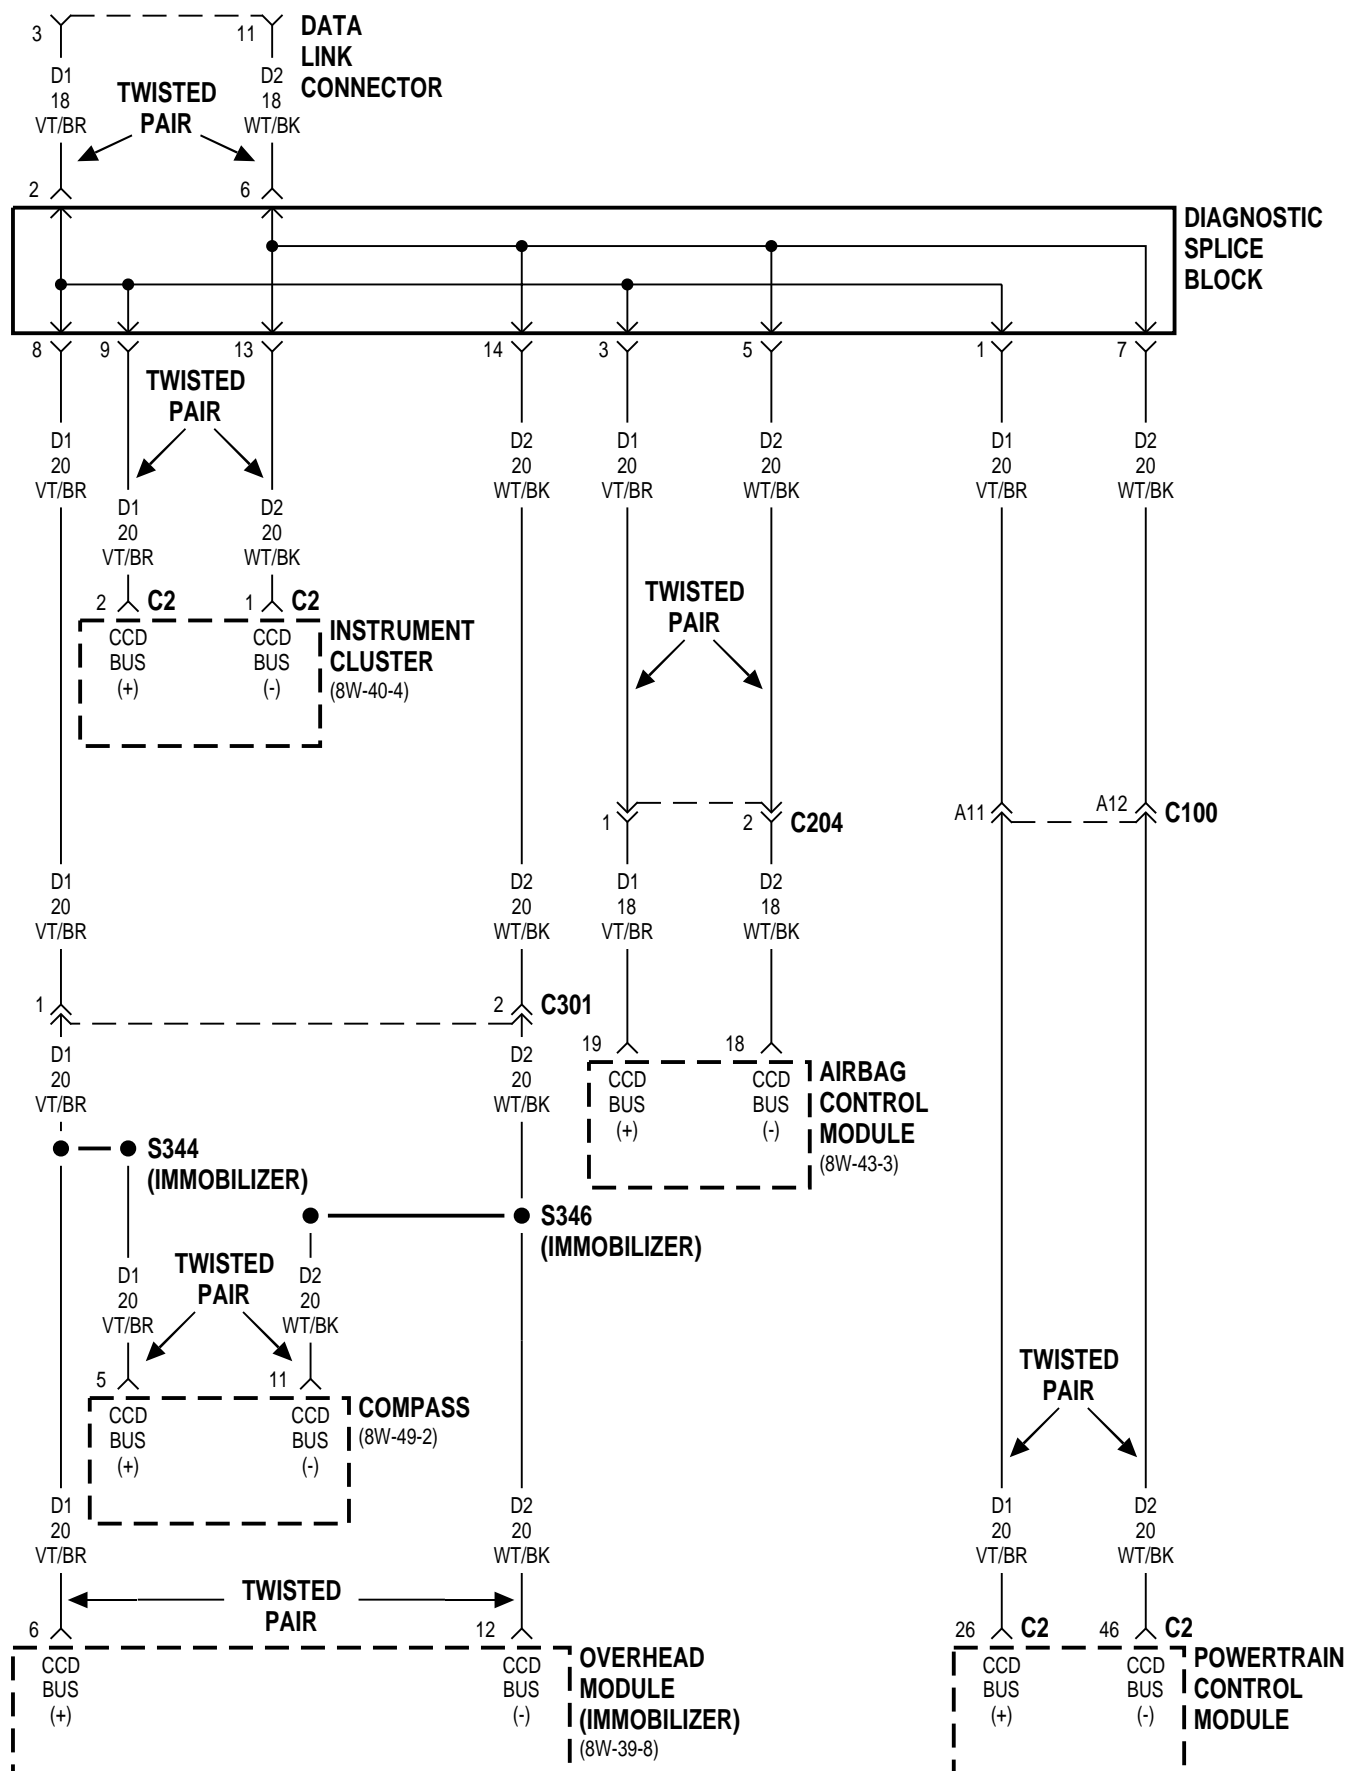 3
11
DATA
LINK
CONNECTOR
D1
18
VT/BR
D2
18
WT/BK
TWISTED
PAIR
2
6
DIAGNOSTIC
SPLICE
BLOCK
8
9
13
14
3
5
1
7
TWISTED
PAIR
D1
20
VT/BR
D2
20
WT/BK
D1
20
VT/BR
D2
20
WT/BK
D1
20
VT/BR
D2
20
WT/BK
D1
20
VT/BR
D2
20
WT/BK
2
C2
1
C2
CCD
BUS
(+)
CCD
BUS
(-)
INSTRUMENT
CLUSTER
(8W-40-4)
TWISTED
PAIR
1
2
C204
A11
A12
C100
D1
20
VT/BR
D2
20
WT/BK
D1
18
VT/BR
D2
18
WT/BK
1
2
C301
D1
20
VT/BR
D2
20
WT/BK
19
18
CCD
BUS
(+)
CCD
BUS
(-)
AIRBAG
CONTROL
MODULE
(8W-43-3)
S344
(IMMOBILIZER)
S346
(IMMOBILIZER)
TWISTED
PAIR
D1
20
VT/BR
D2
20
WT/BK
5
11
CCD
BUS
(+)
CCD
BUS
(-)
COMPASS
(8W-49-2)
TWISTED
PAIR
D1
20
VT/BR
D2
20
WT/BK
D1
20
VT/BR
D2
20
WT/BK
TWISTED
PAIR
6
12
CCD
BUS
(+)
CCD
BUS
(-)
OVERHEAD
MODULE
(IMMOBILIZER)
(8W-39-8)
26
C2
46
C2
CCD
BUS
(+)
CCD
BUS
(-)
POWERTRAIN
CONTROL
MODULE